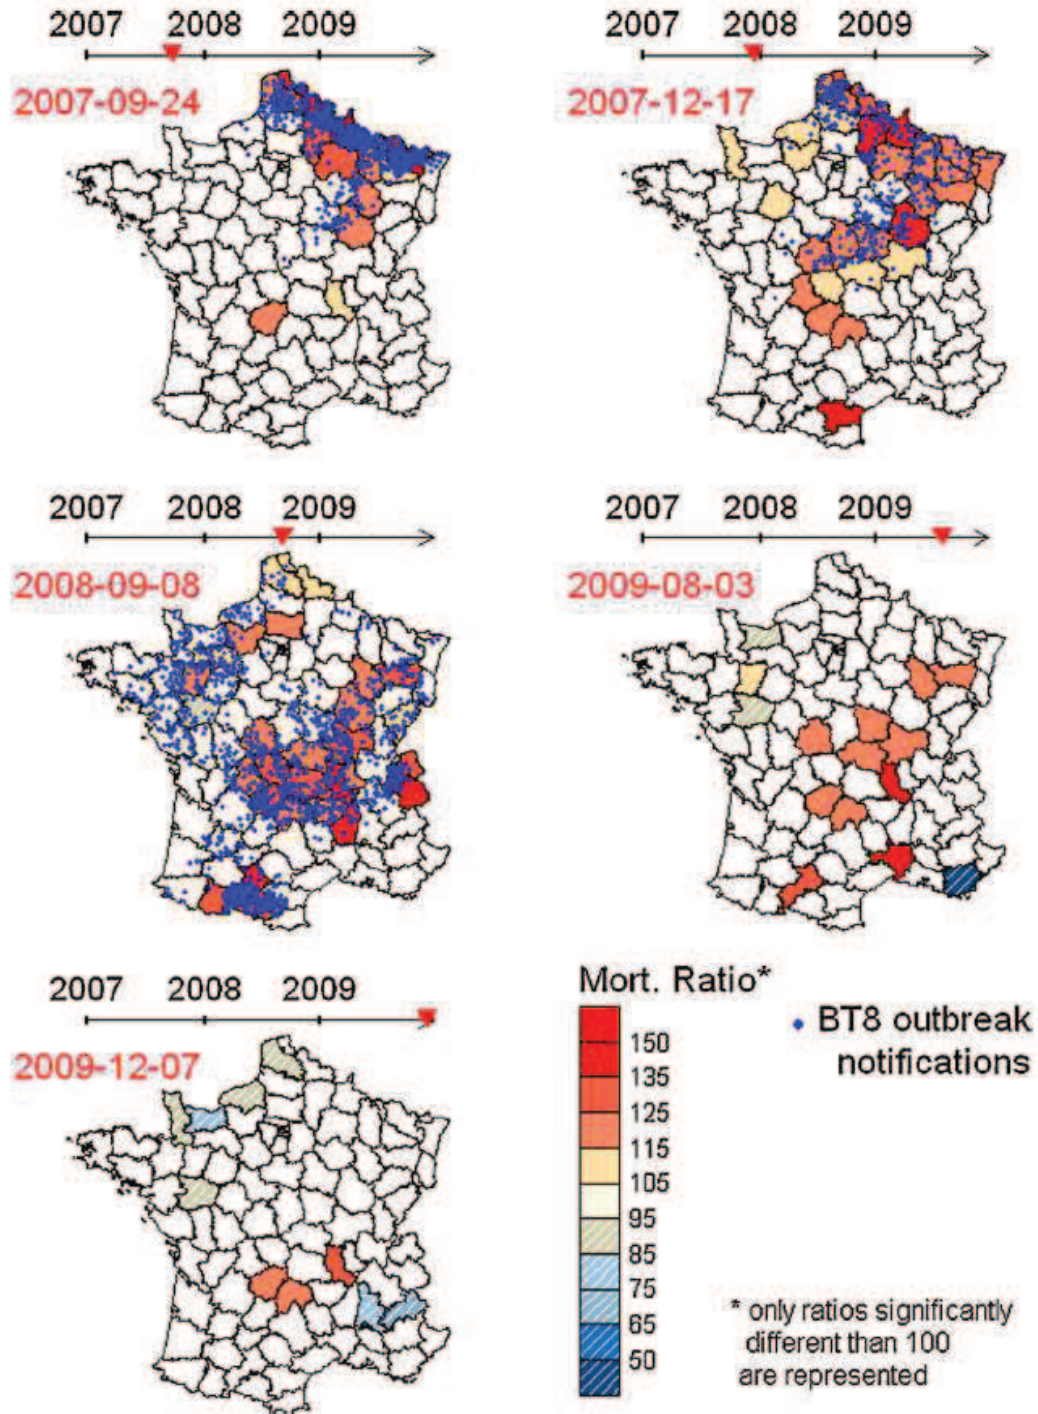 2007 2008 2009
2007-09-24
2007 2008 2009
2007-12-17
2007 2008 2009
2008-09-08
2007 2008 2009
2009-08-03
2007 2008 2009
2009-12-07
Mort. Ratio*
150
135
125
115
105
95
85
75
65
50
BT8 outbreak
notifications
* only ratios significantly
different than 100
are represented